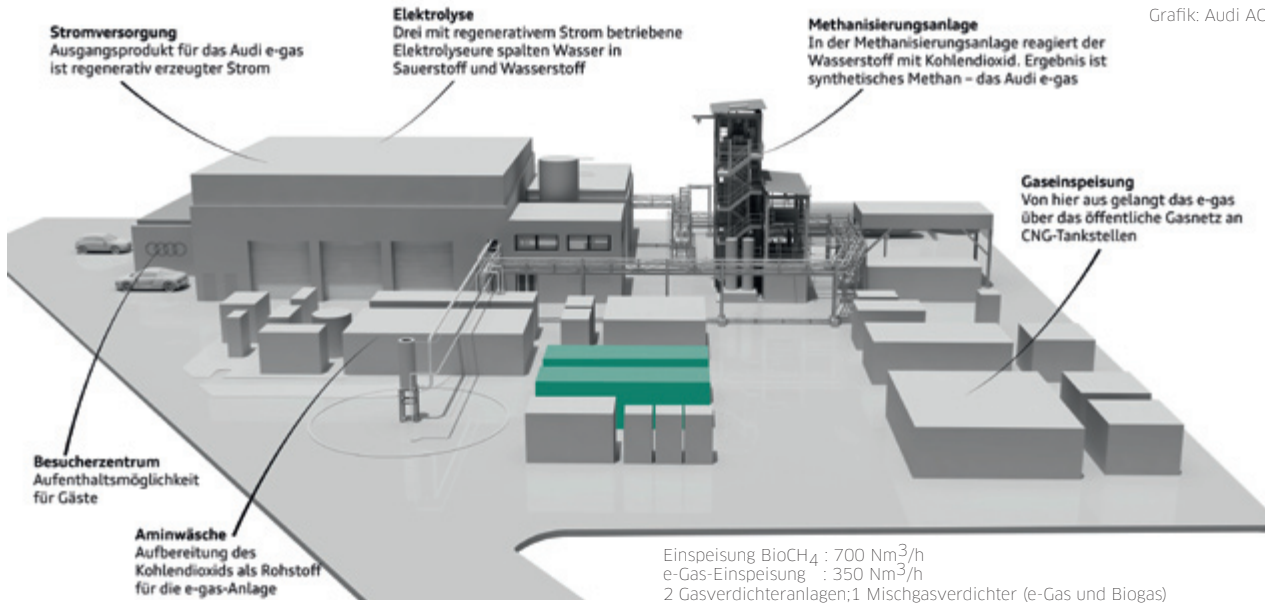 Grafik: Audi AG
Stromversorgung
Ausgangsprodukt für das Audi e-gas
ist regenerativ erzeugter Strom
Elektrolyse
Drei mit regenerativem Strom betriebene
Elektrolyseure spalten Wasser in
Sauerstoff und Wasserstoff
Methanisierungsanlage
In der Methanisierungsanlage reagiert der
Wasserstoff mit Kohlendioxid. Ergebnis ist
synthetisches Methan – das Audi e-gas
Gaseinspeisung
Von hier aus gelangt das e-gas
über das öffentliche Gasnetz an
CNG-Tankstellen
Besucherzentrum
Aufenthaltsmöglichkeit
für Gäste
Aminwäsche
Aufbereitung des
Kohlendioxids als Rohstoff
für die e-gas-Anlage
Einspeisung BioCH₄ : 700 Nm³/h
e-Gas-Einspeisung : 350 Nm³/h
2 Gasverdichteranlagen;1 Mischgasverdichter (e-Gas und Biogas)